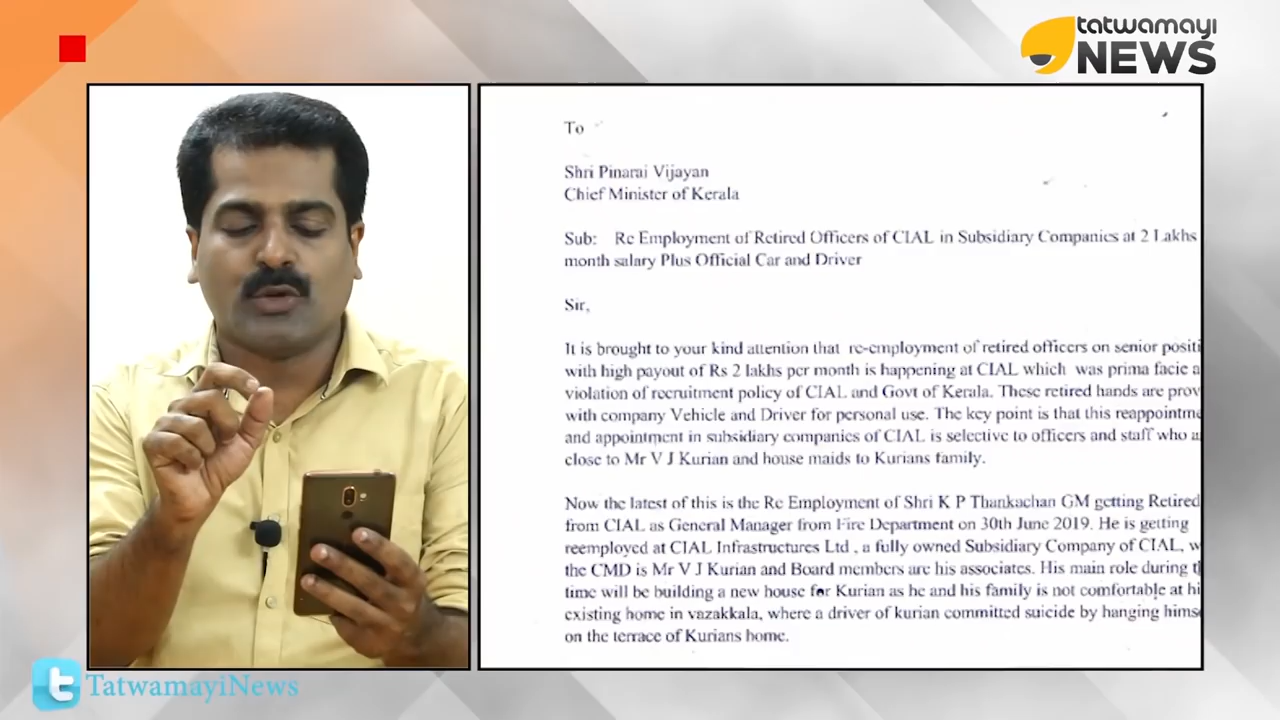 tatwamayi
NEWS
To
Shri Pinarai Vijayan
Chief Minister of Kerala
Sub: Re Employment of Retired Officers of CIAL in Subsidiary Companies at 2 Lakhs
month salary Plus Official Car and Driver
Sir,
It is brought to your kind attention that re-employment of retired officers on senior positi
with high payout of Rs 2 lakhs per month is happening at CIAL which was prima facie a
violation of recruitment policy of CIAL and Govt of Kerala. These retired hands are prov
with company Vehicle and Driver for personal use. The key point is that this reappointme
and appointment in subsidiary companies of CIAL is selective to officers and staff who a
close to Mr V J Kurian and house maids to Kurians family.
Now the latest of this is the Re Employment of Shri K P Thankachan GM getting Retired
from CIAL as General Manager from Fire Department on 30th June 2019. He is getting
reemployed at CIAL Infrastructures Ltd , a fully owned Subsidiary Company of CIAL, w
the CMD is Mr V J Kurian and Board members are his associates. His main role during t
time will be building a new house for Kurian as he and his family is not comfortable at hi
existing home in vazakkala, where a driver of kurian committed suicide by hanging himse
on the terrace of Kurians home.
TatwamayiNews